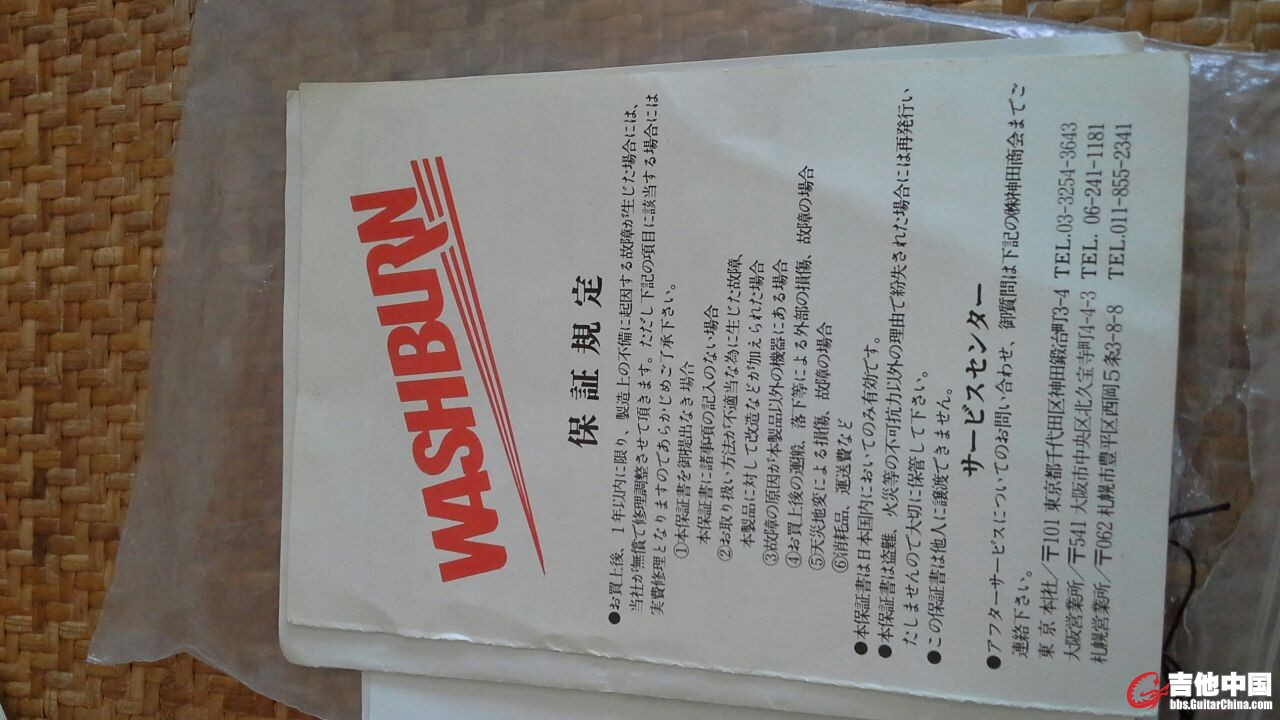 WASHBURN
保証規定
●お買上後、1年以内に限り、製造上の不備に起因する故障が生じた場合には、
当社が無償で修理調整させて頂きます。ただし下記の項目に該当する場合には
実費修理となりますのであらかじめご了承下さい。
①本保証書を御提出なき場合
本保証書に諸事項の記入のない場合
②お取り扱い方法が不適当な為に生じた故障、
本製品に対して改造などが加えられた場合
③故障の原因が本製品以外の機器にある場合
④お買上後の運搬、落下等による外部の損傷、故障の場合
⑤天災地変による損傷、故障の場合
⑥消耗品、運送費など
●本保証書は日本国内においてのみ有効です。
●本保証書は盗難、火災等の不可抗力以外の理由で紛失された場合には再発行い
たしませんので大切に保管して下さい。
●この保証書は他人に譲渡できません。
サービスセンター
●アフターサービスについてのお問い合わせ、御質問は下記の㈱神田商会までご
連絡下さい。
東京本社／〒101 東京都千代田区神田鍛冶町3-4 TEL.03-3254-3643
大阪営業所／〒541 大阪市中央区北久宝寺町4-4-3 TEL. 06-241-1181
札幌営業所／〒062 札幌市豊平区西岡5条3-8-8 TEL.011-855-2341
吉他中国
bbs.GuitarChina.com